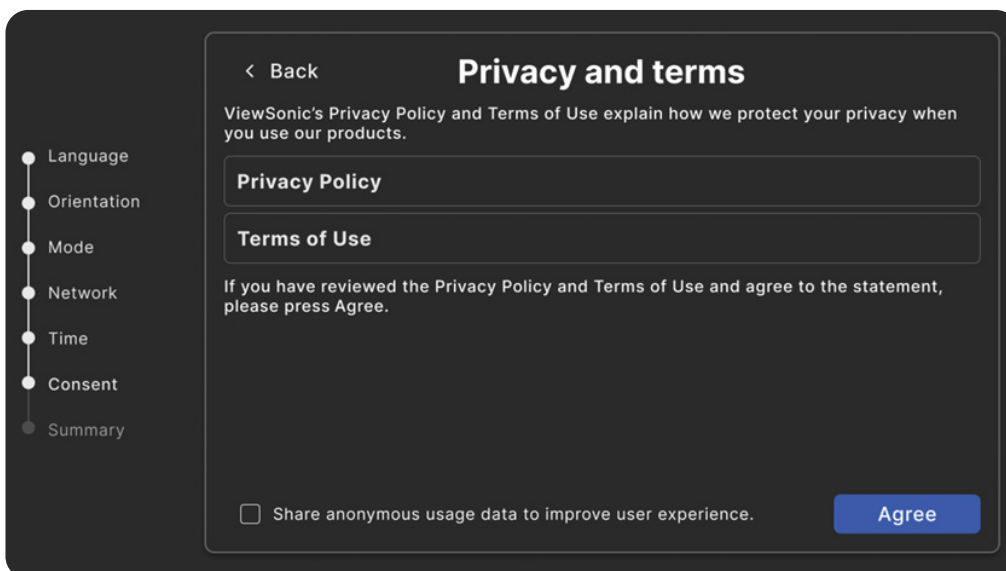 Back
Privacy and terms
ViewSonic's Privacy Policy and Terms of Use explain how we protect your privacy when
you use our products.
Language
Orientation
Mode
Network
Time
Consent
Summary
Privacy Policy
Terms of Use
If you have reviewed the Privacy Policy and Terms of Use and agree to the statement,
please press Agree.
Share anonymous usage data to improve user experience.
Agree